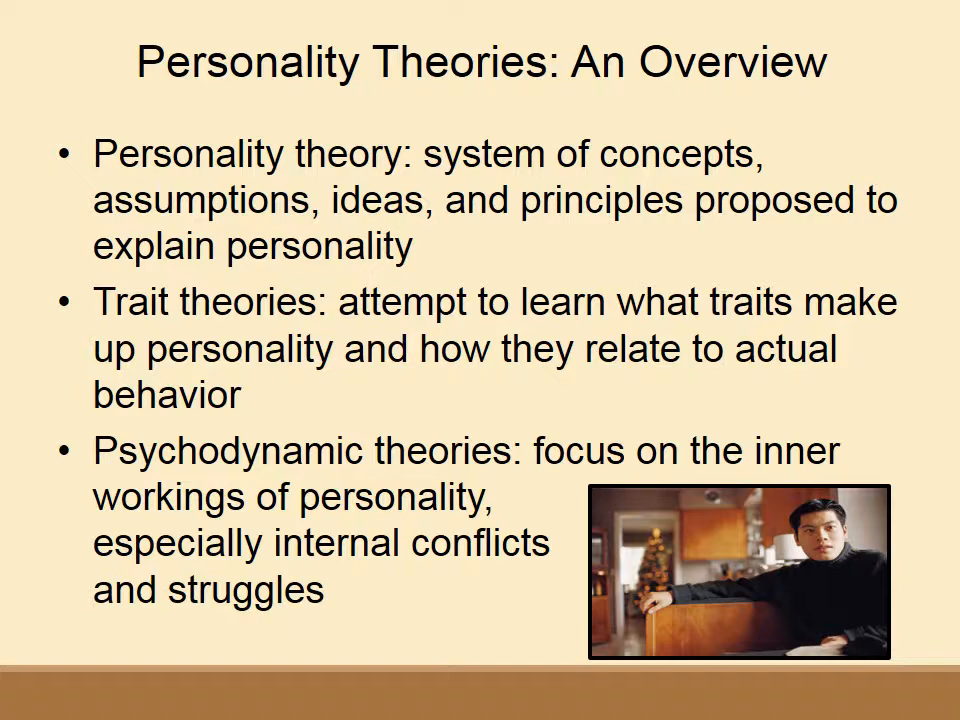 Personality Theories: An Overview
• Personality theory: system of concepts,
assumptions, ideas, and principles proposed to
explain personality
• Trait theories: attempt to learn what traits make
up personality and how they relate to actual
behavior
• Psychodynamic theories: focus on the inner
workings of personality,
especially internal conflicts
and struggles